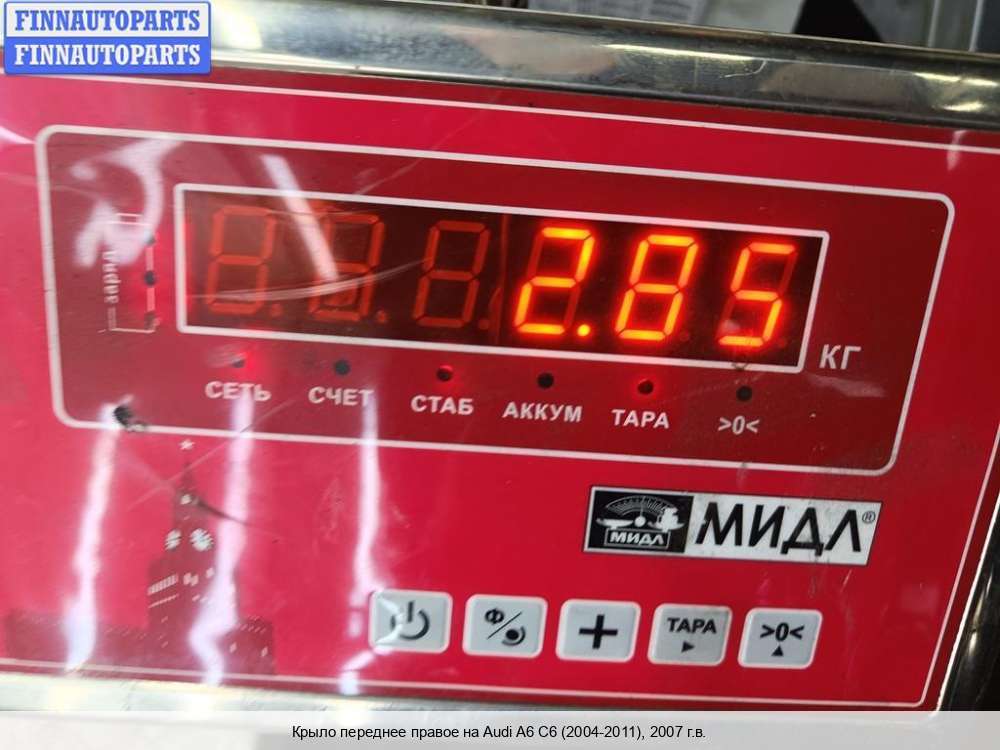 FINNAUTOPARTS
FINNAUTOPARTS
заряд
2.85
КГ
СЕТЬ СЧЕТ СТАБ АККУМ ТАРА >0<
МИДЛ
МИДЛ®
Ф
ТАРА
>0<
Крыло переднее правое на Audi A6 C6 (2004-2011), 2007 г.в.